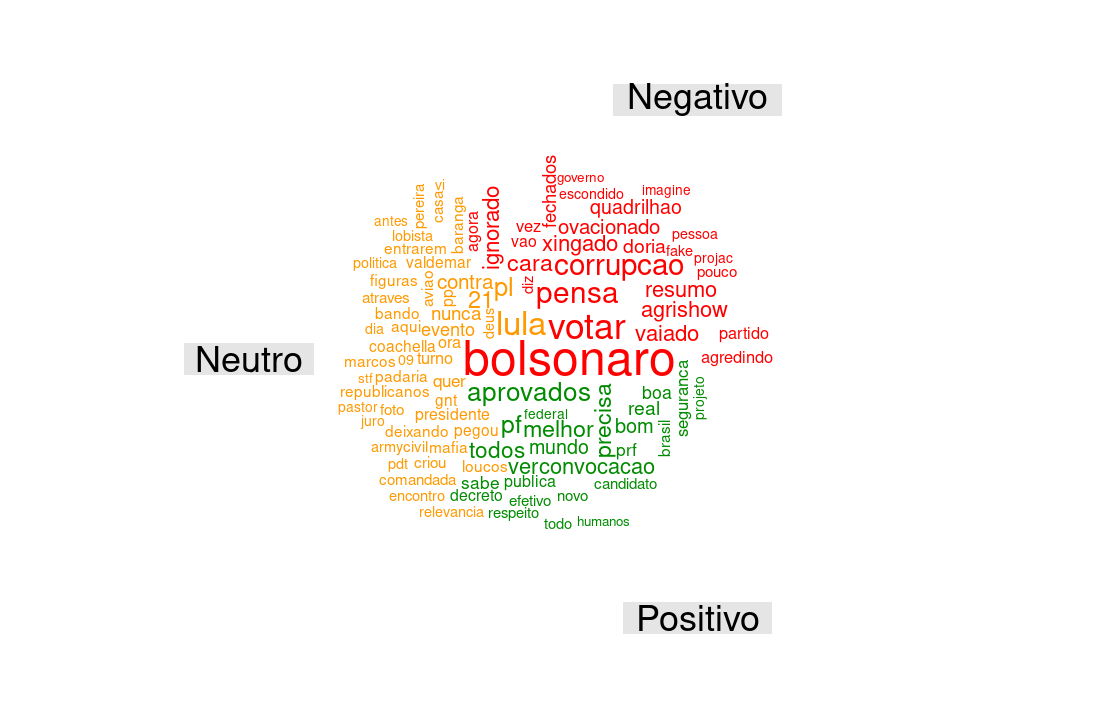 Negativo
fechados
governo
escondido
imagine
quadrilhao
ignorado
agora
vez
ovacionado
vao
xingado
doria
pessoa
fake
projac
pouco
cara
corrupcao
diz
pensa
resumo
agrishow
votar
vaiado
partido
bolsonaro
agredindo
Neutro
pereira
casa
vi
baranga
antes
lobista
entrarem
politica
valdemar
figuras
aviao
contra
pl
pp
21
atraves
bando
nunca
deus
lula
dia
aqui
evento
coachella
ora
marcos
09
turno
stf
padaria
quer
republicanos
gnt
pastor
foto
presidente
juro
deixando
pegou
armycivil
mafia
pdt
criou
loucos
comandada
encontro
relevancia
aprovados
precisa
boa
seguranca
projeto
federal
real
pf
melhor
bom
brasil
todos
mundo
prf
verconvocacao
sabe
publica
candidato
decreto
efetivo
novo
respeito
todo
humanos
Positivo